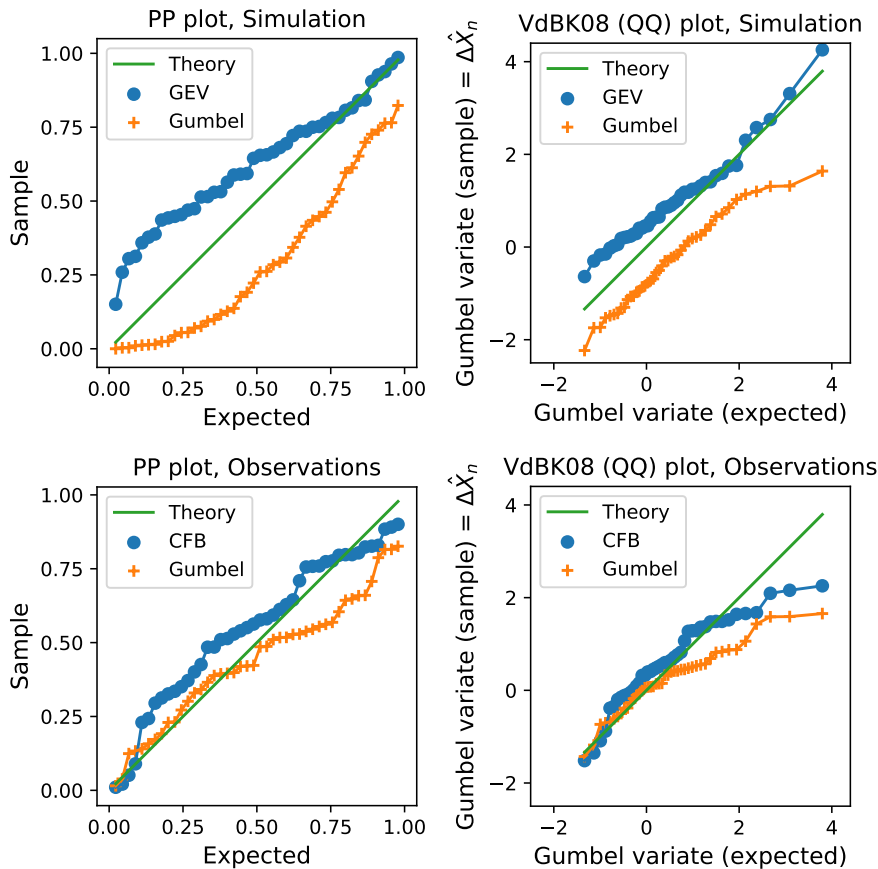 PP plot, Simulation
1.00
0.75
0.50
0.25
0.00
Sample
Theory
GEV
Gumbel
0.00 0.25 0.50 0.75 1.00
Expected
VdBK08 (QQ) plot, Simulation
4
2
0
−2
Gumbel variate (sample) = ΔX̂ₙ
Theory
GEV
Gumbel
−2 0 2 4
Gumbel variate (expected)
PP plot, Observations
1.00
0.75
0.50
0.25
0.00
Sample
Theory
CFB
Gumbel
0.00 0.25 0.50 0.75 1.00
Expected
VdBK08 (QQ) plot, Observations
4
2
0
−2
Gumbel variate (sample) = ΔX̂ₙ
Theory
CFB
Gumbel
−2 0 2 4
Gumbel variate (expected)